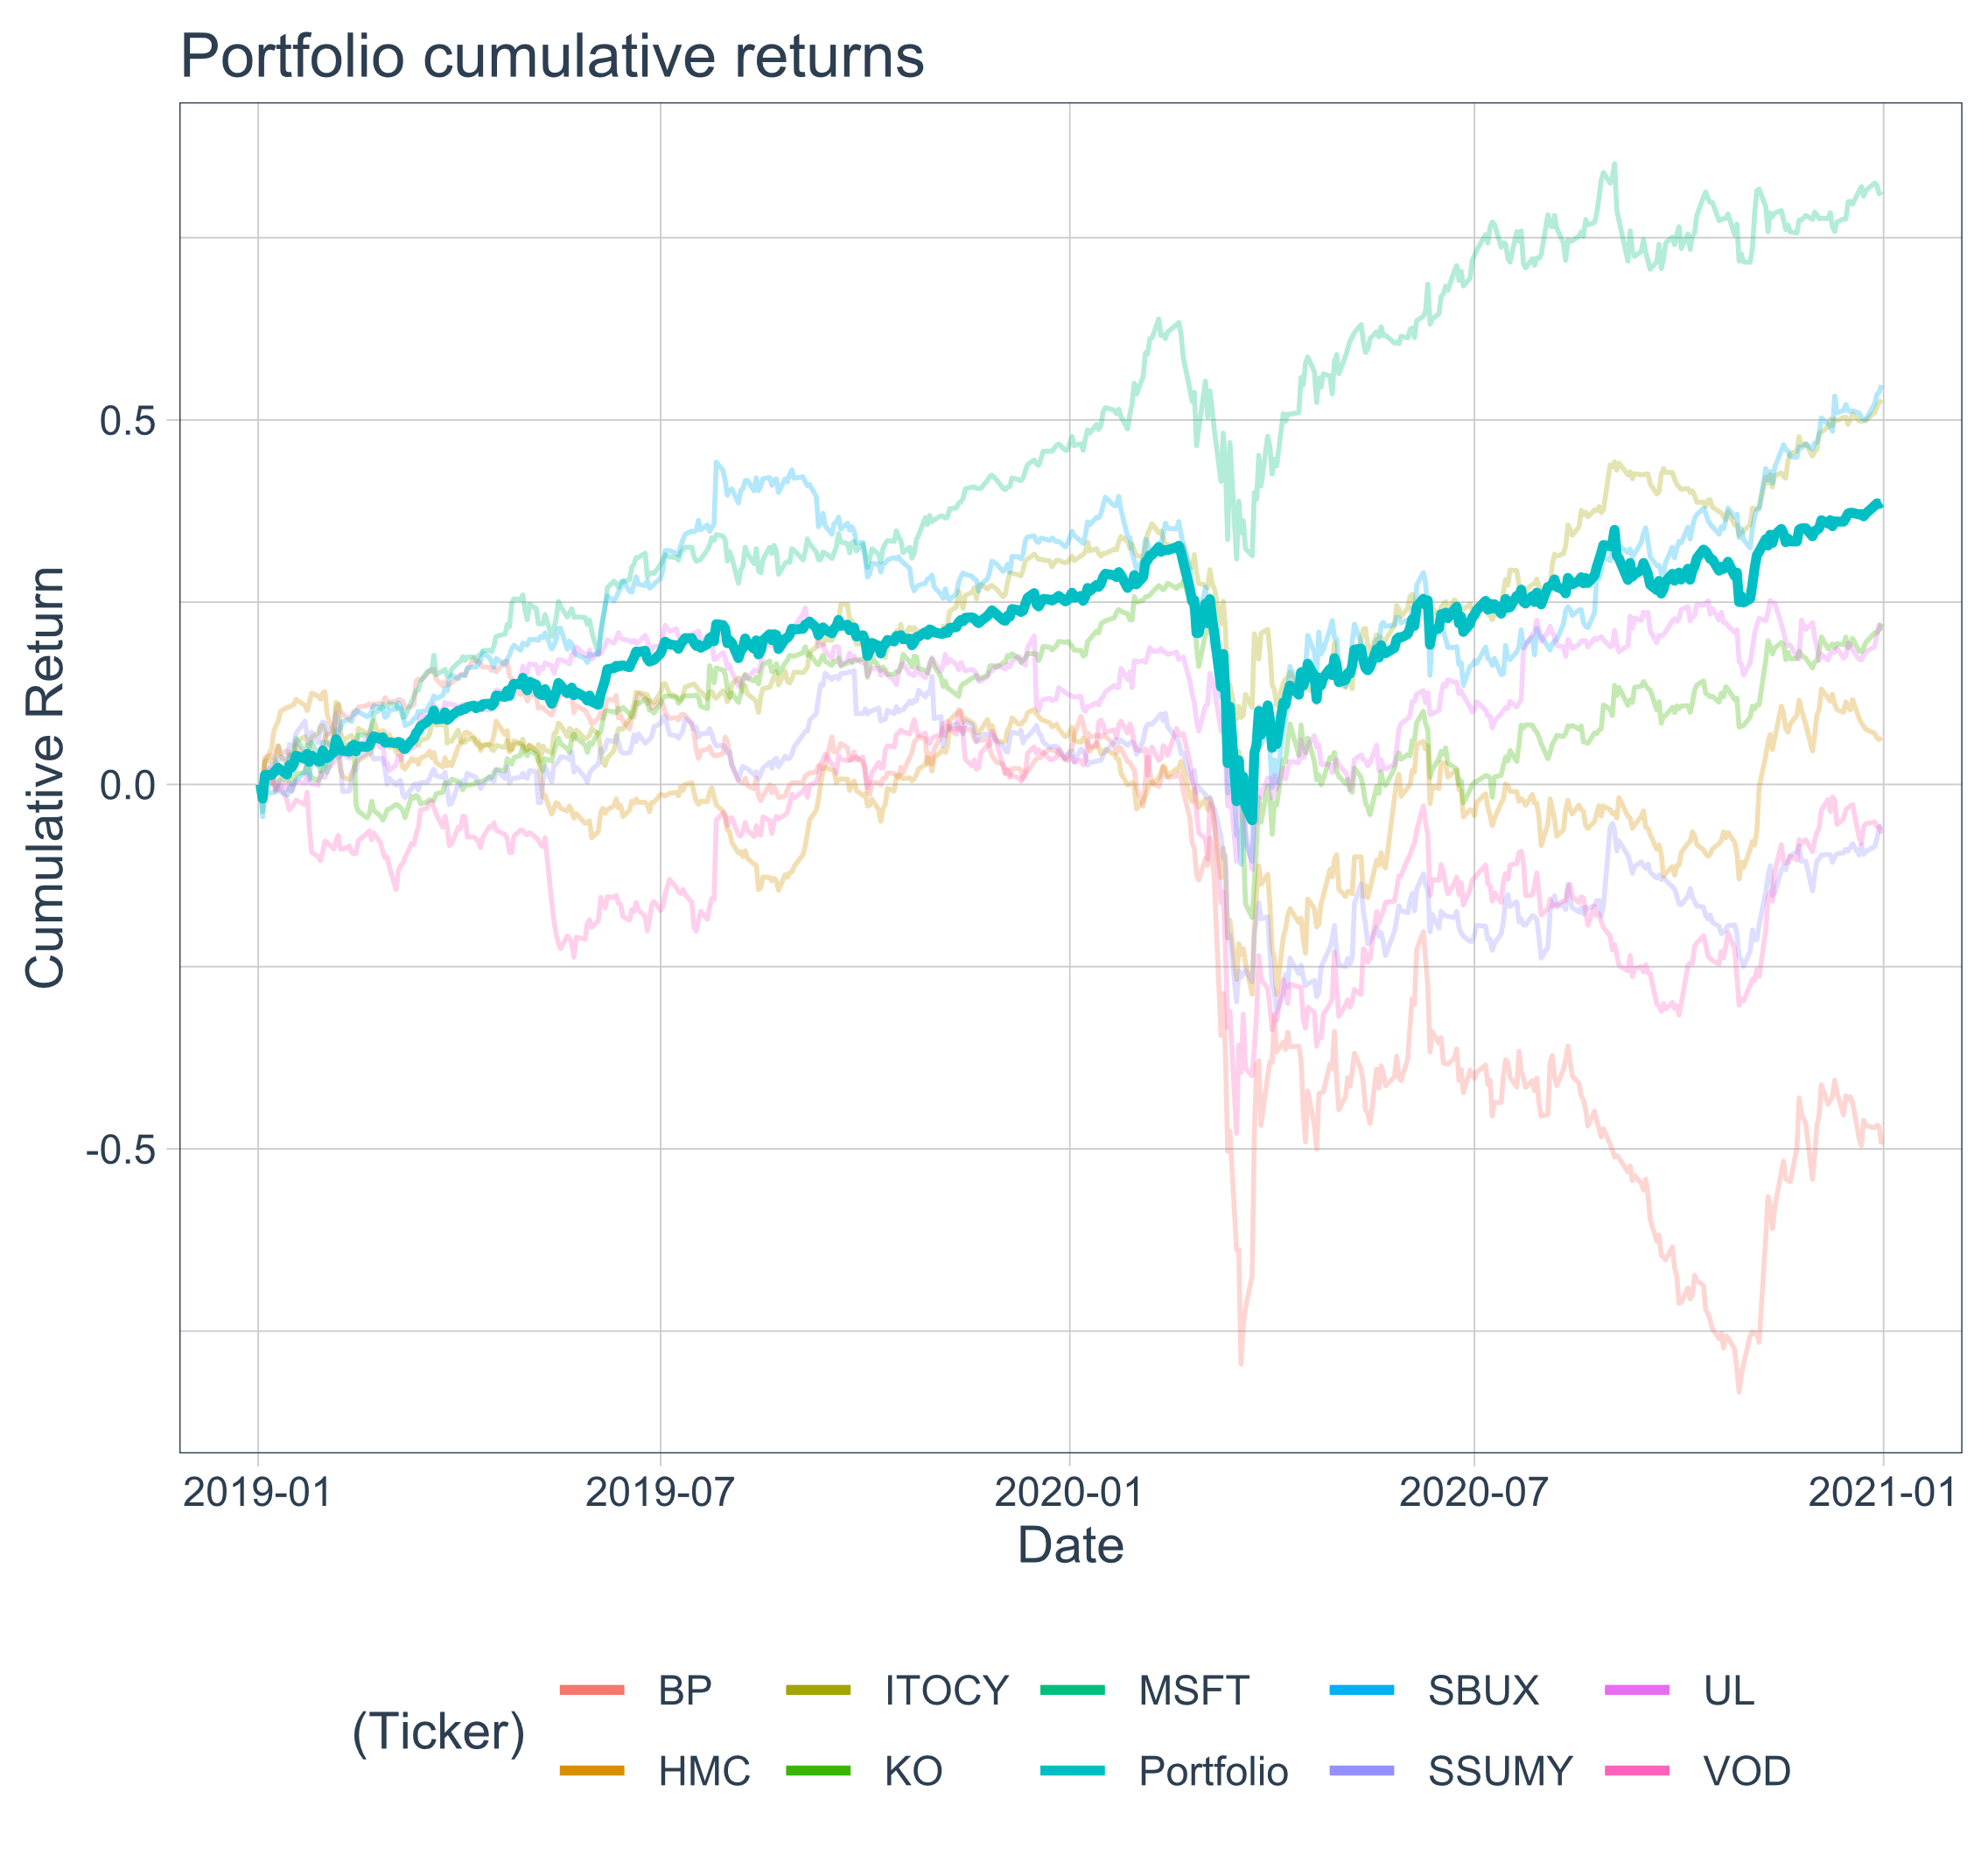 Portfolio cumulative returns
Cumulative Return
0.5
0.0
-0.5
2019-01 2019-07 2020-01 2020-07 2021-01
Date
(Ticker)
BP ITOCY MSFT SBUX UL
HMC KO Portfolio SSUMY VOD